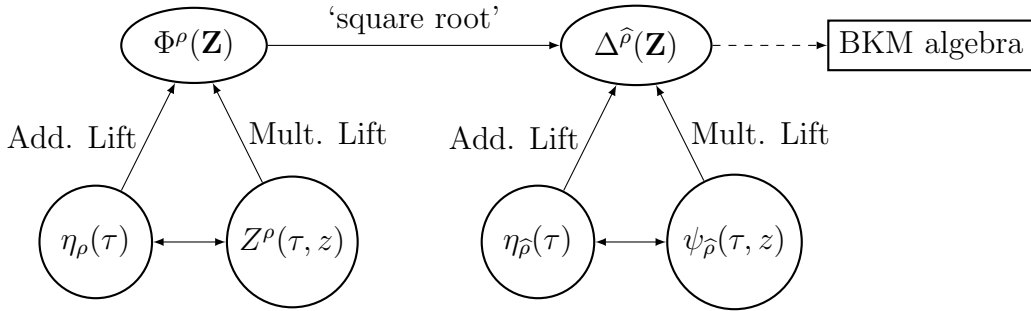 Φ^ρ(𝐙)
‘square root’
Δ^ρ̂(𝐙)
BKM algebra
Add. Lift
Mult. Lift
Add. Lift
Mult. Lift
η_ρ(τ)
Z^ρ(τ, z)
η_ρ̂(τ)
ψ_ρ̂(τ, z)